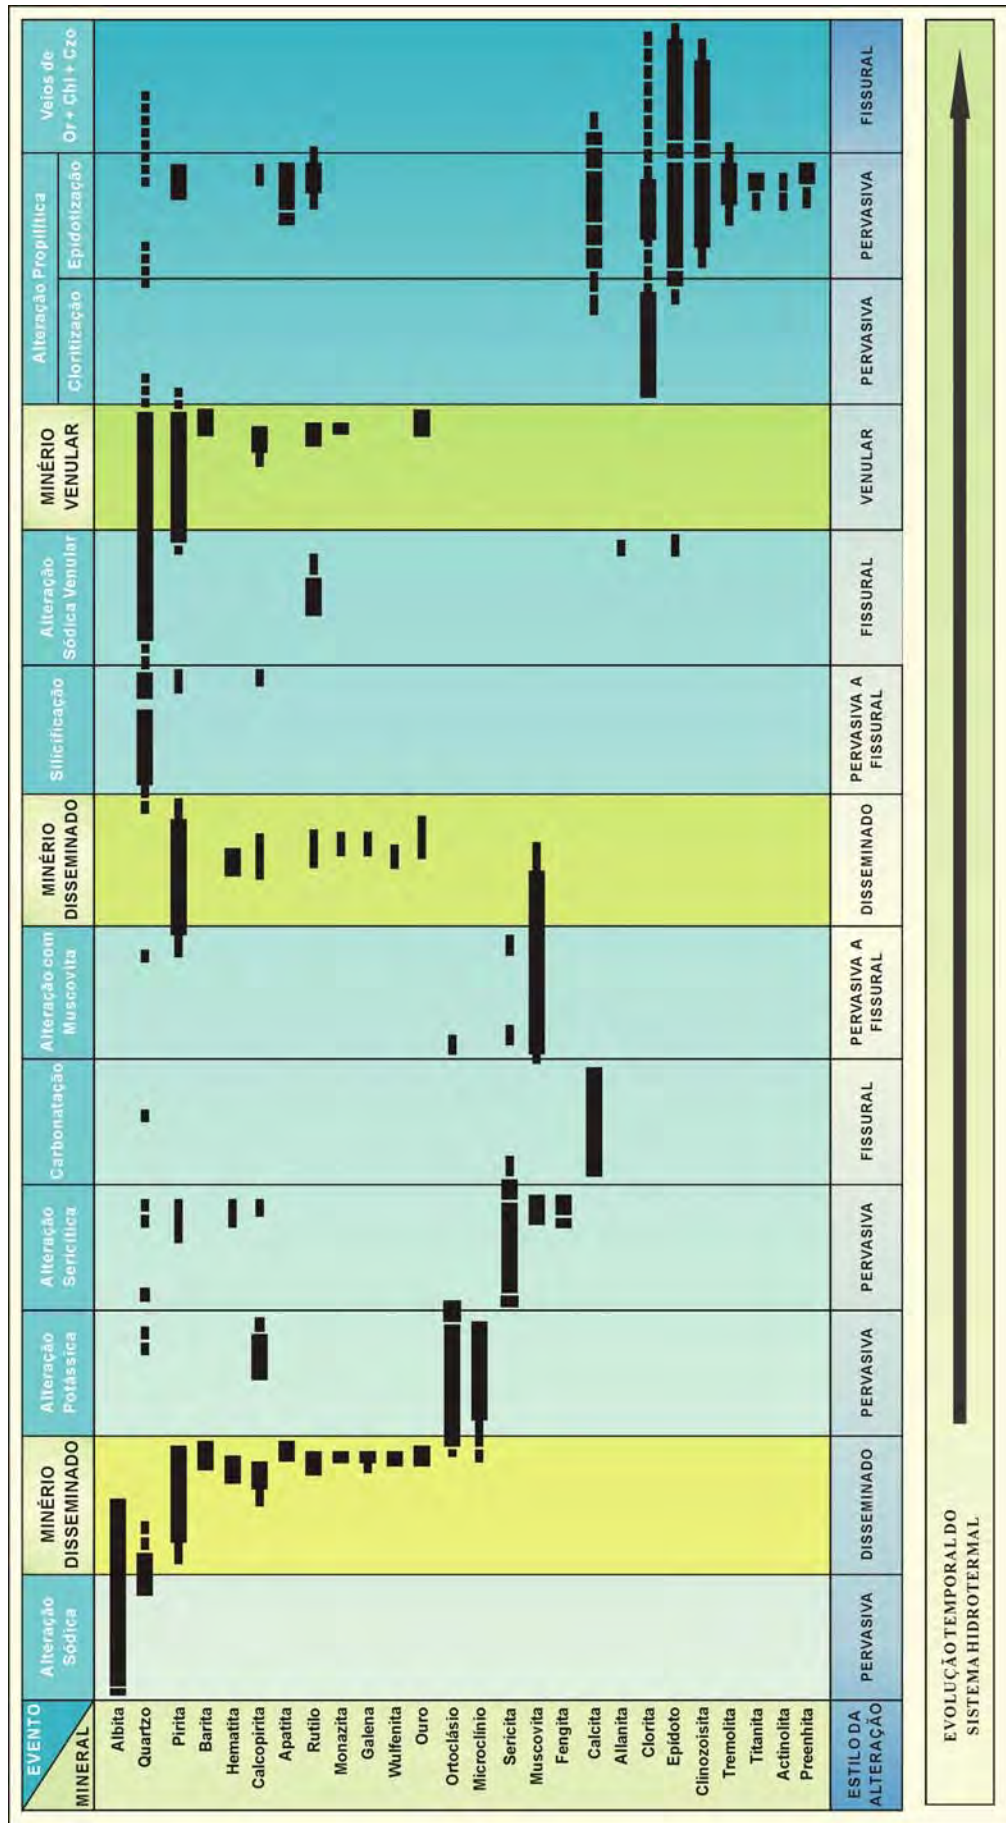 EVENTO
MINERAL
Alteração
Sódica
MINÉRIO
DISSEMINADO
Alteração
Potássica
Alteração
Sericítica
Carbonatação
Alteração com
Muscovita
MINÉRIO
DISSEMINADO
Silicificação
Alteração
Sódica Venular
MINÉRIO
VENULAR
Alteração Propilítica
Cloritização
Epidotização
Veios de
Or + Chl + Czo
Albita
Quartzo
Pirita
Barita
Hematita
Calcopirita
Apatita
Rutilo
Monazita
Galena
Wulfenita
Ouro
Ortoclásio
Microclínio
Sericita
Muscovita
Fengita
Calcita
Allanita
Clorita
Epídoto
Clinozoisita
Tremolita
Titanita
Actinolita
Preenhita
ESTILO DA
ALTERAÇÃO
PERVASIVA
DISSEMINADO
PERVASIVA
PERVASIVA
FISSURAL
PERVASIVA A
FISSURAL
DISSEMINADO
PERVASIVA A
FISSURAL
FISSURAL
VENULAR
PERVASIVA
PERVASIVA
FISSURAL
EVOLUÇÃO TEMPORAL DO
SISTEMA HIDROTERMAL